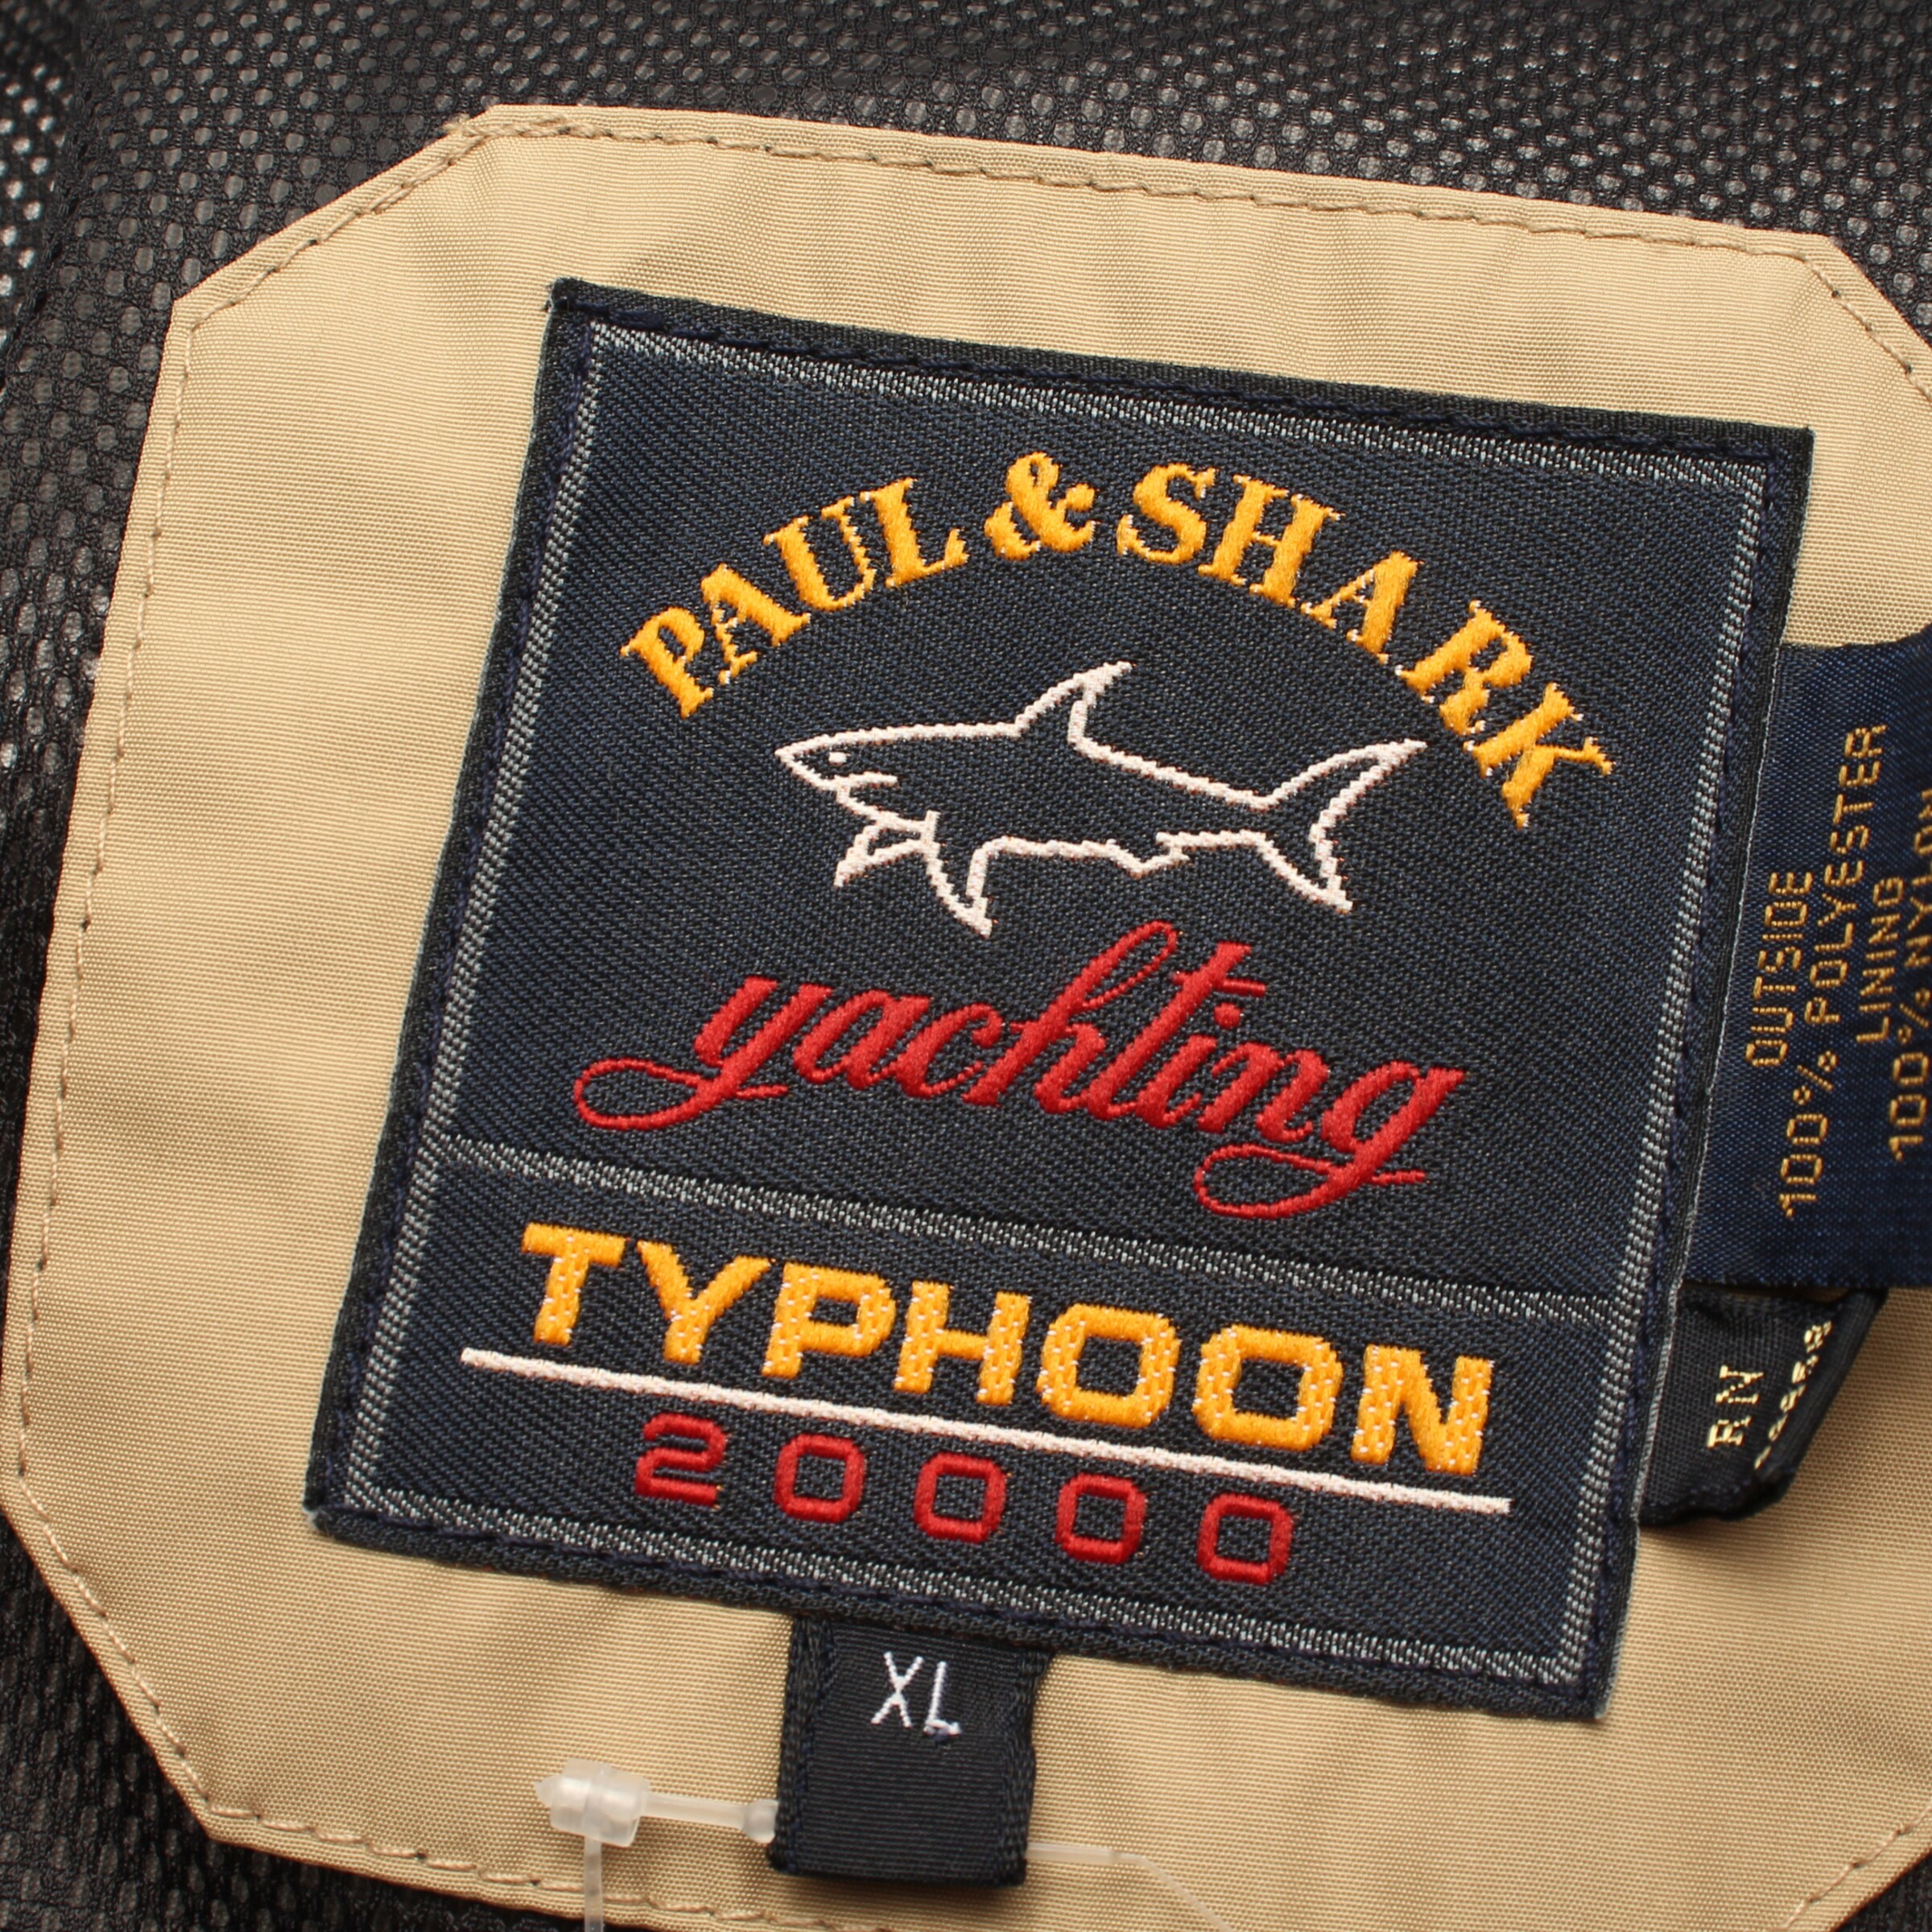 PAUL & SHARK
yachting
TYPHOON
20000
XL
OUTSIDE
100% POLYESTER
LINING
100% NYLON
RN